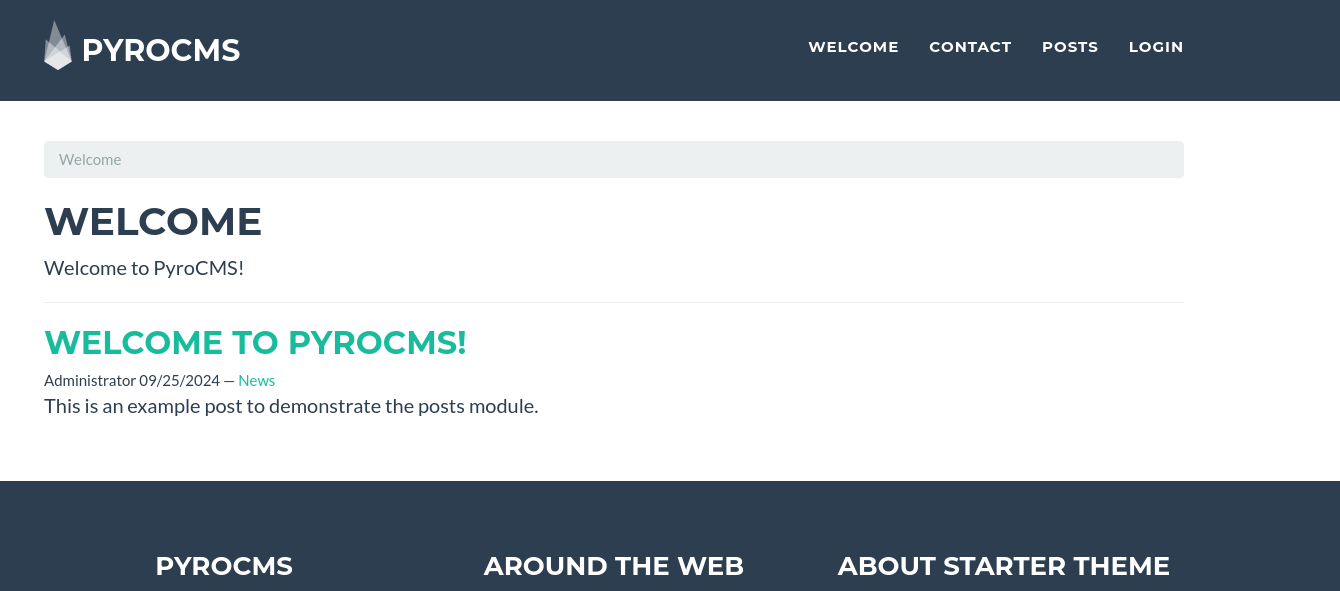 PYROCMS
WELCOME CONTACT POSTS LOGIN
Welcome
WELCOME
Welcome to PyroCMS!
WELCOME TO PYROCMS!
Administrator 09/25/2024 — News
This is an example post to demonstrate the posts module.
PYROCMS AROUND THE WEB ABOUT STARTER THEME